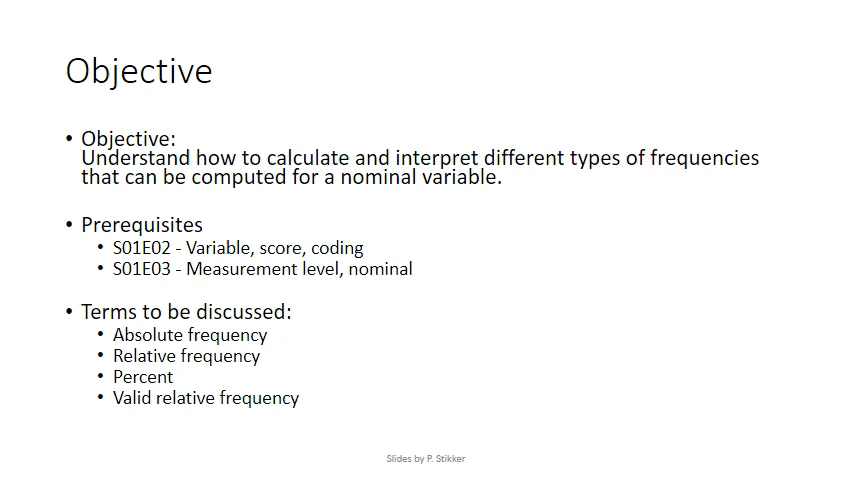 Objective
• Objective:
Understand how to calculate and interpret different types of frequencies
that can be computed for a nominal variable.
• Prerequisites
• S01E02 - Variable, score, coding
• S01E03 - Measurement level, nominal
• Terms to be discussed:
• Absolute frequency
• Relative frequency
• Percent
• Valid relative frequency
Slides by P. Stikker